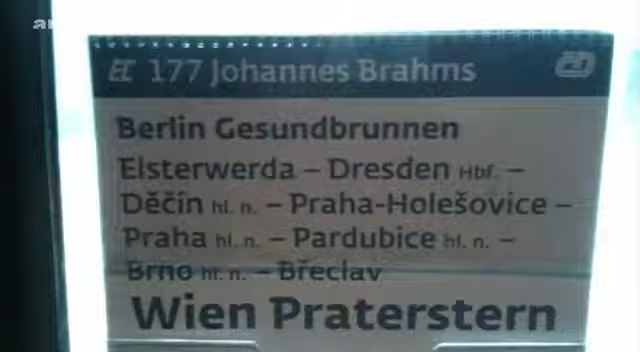 EC 177 Johannes Brahms
Berlin Gesundbrunnen
Elsterwerda – Dresden Hbf. –
Děčín hl. n. – Praha-Holešovice –
Praha hl. n. – Pardubice hl. n. –
Brno hl. n. – Břeclav
Wien Praterstern